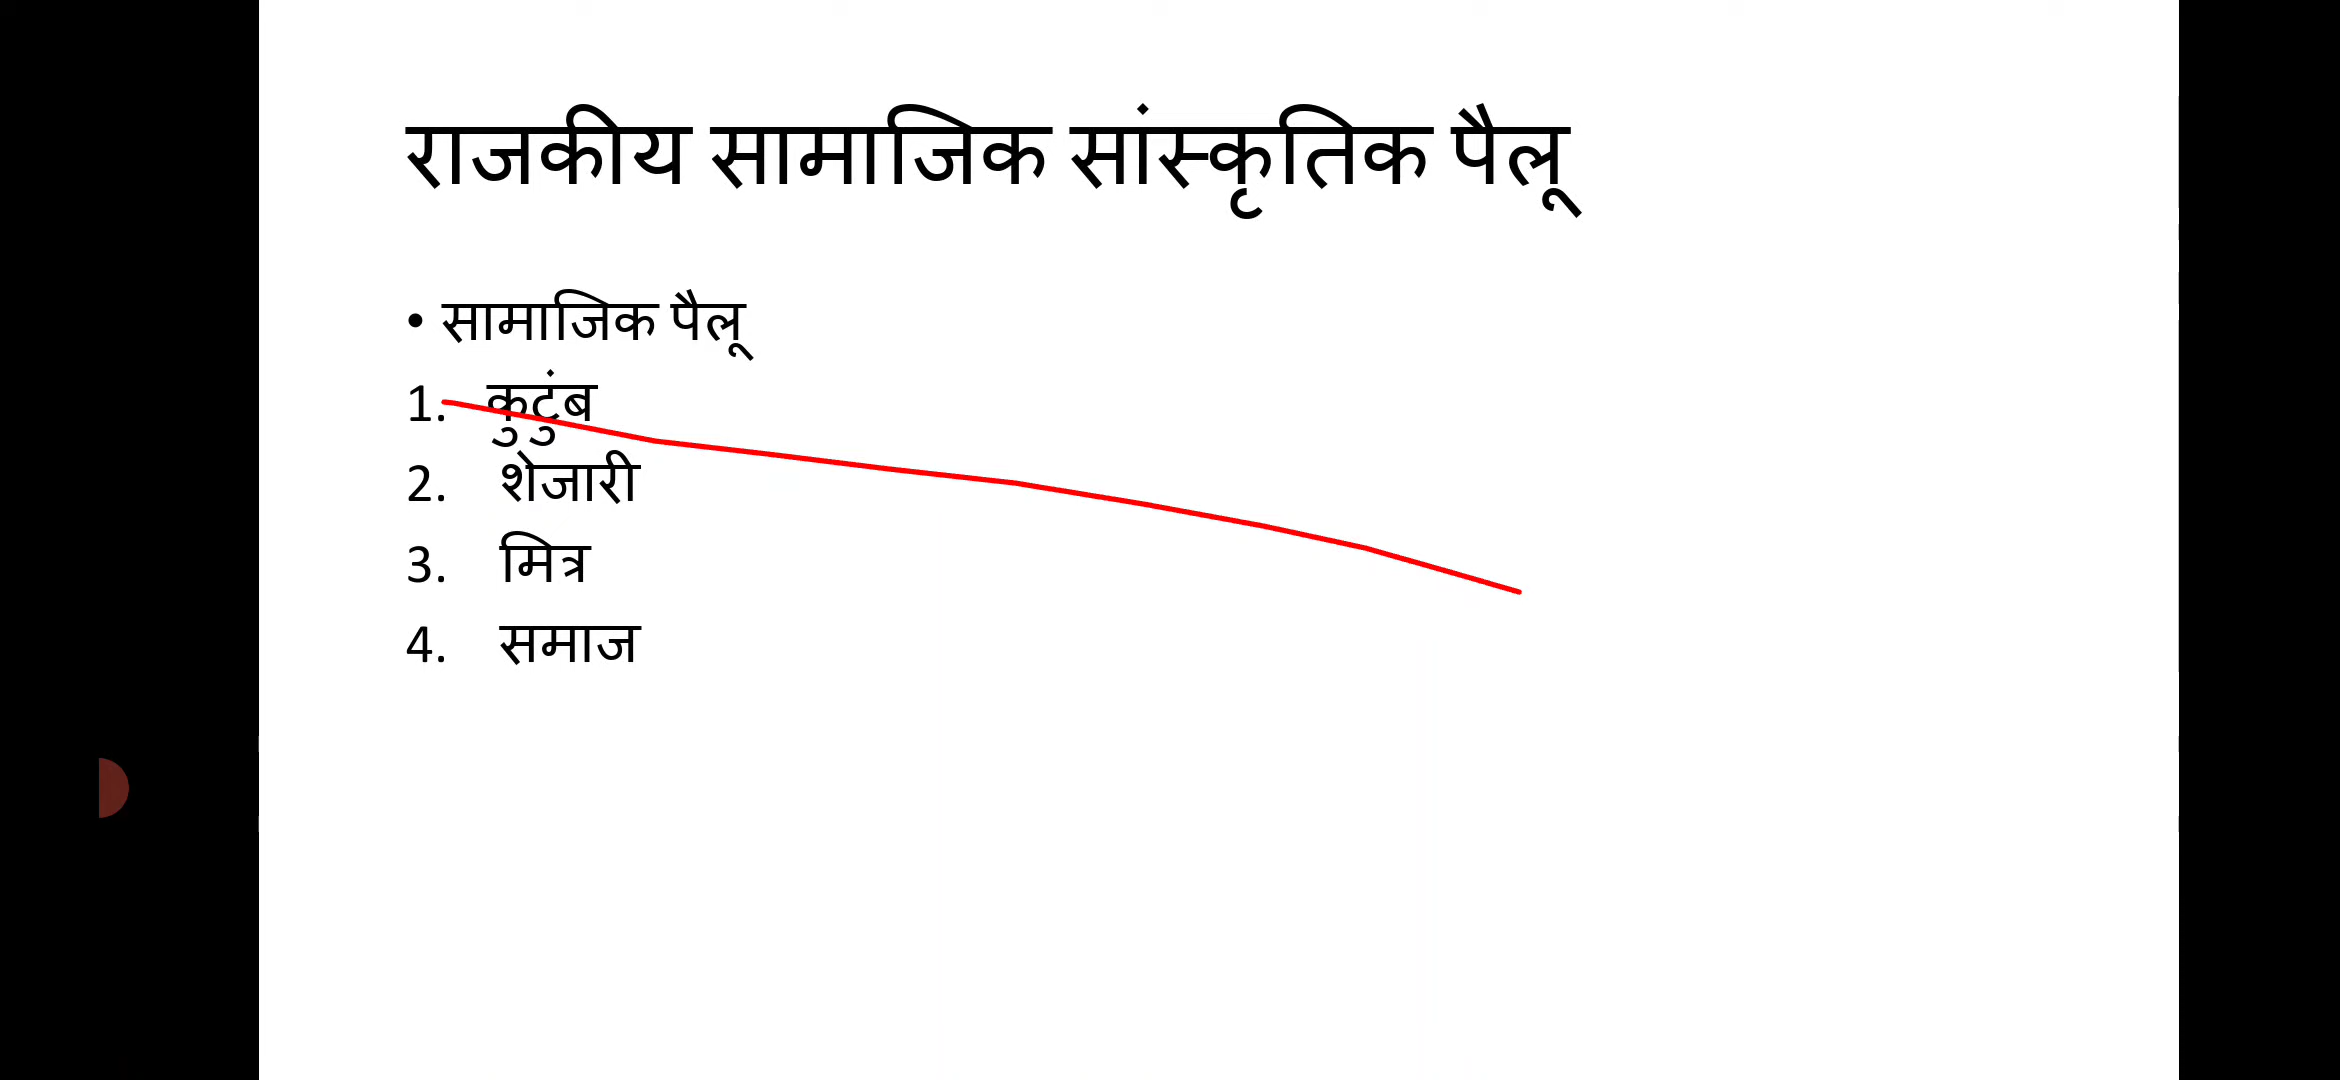 राजकीय सामाजिक सांस्कृतिक पैलू
• सामाजिक पैलू
1. कुटुंब
2. शेजारी
3. मित्र
4. समाज